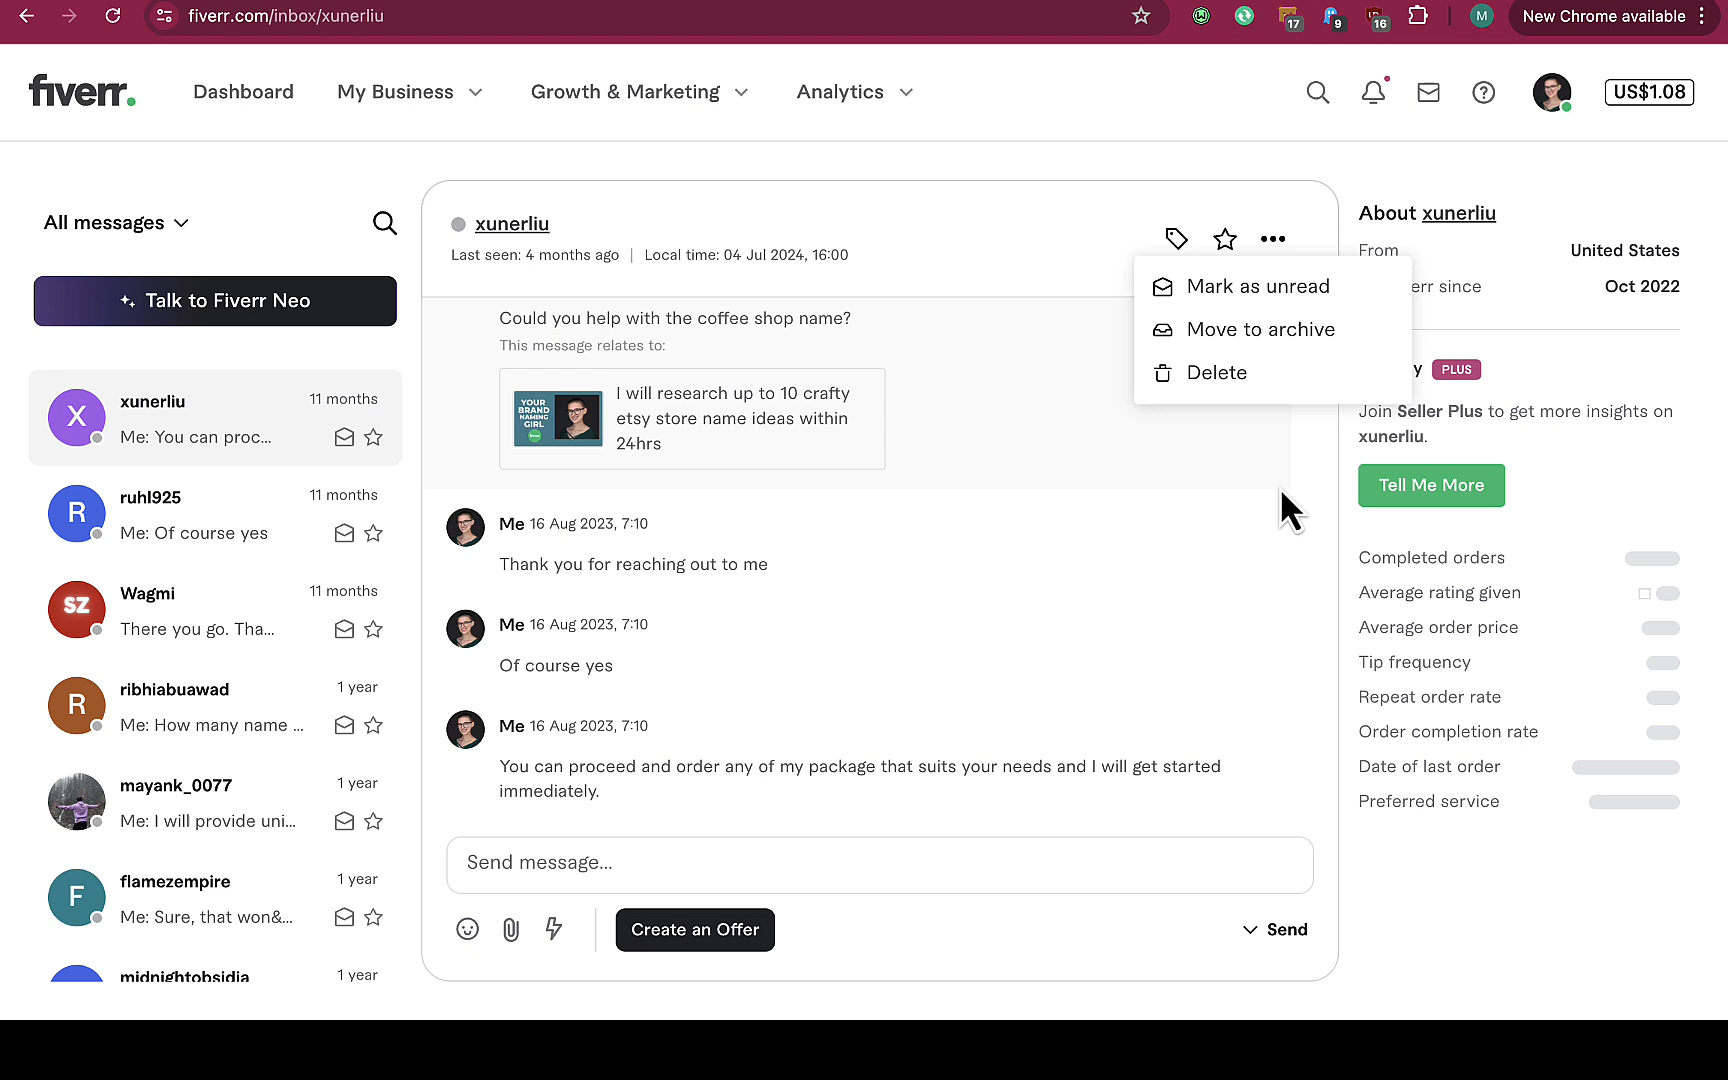 fiverr.com/inbox/xunerliu
17
9
16
M
New Chrome available
fiverr.
Dashboard
My Business
Growth & Marketing
Analytics
US$1.08
All messages
Talk to Fiverr Neo
X
xunerliu
11 months
Me: You can proc...
R
ruhl925
11 months
Me: Of course yes
SZ
Wagmi
11 months
There you go. Tha...
R
ribhiabuawad
1 year
Me: How many name ...
mayank_0077
1 year
Me: I will provide uni...
F
flamezempire
1 year
Me: Sure, that won&...
midnightobsidia
1 year
xunerliu
Last seen: 4 months ago | Local time: 04 Jul 2024, 16:00
Mark as unread
Move to archive
Delete
Could you help with the coffee shop name?
This message relates to:
YOUR
BRAND
NAMING
GIRL
I will research up to 10 crafty
etsy store name ideas within
24hrs
Me 16 Aug 2023, 7:10
Thank you for reaching out to me
Me 16 Aug 2023, 7:10
Of course yes
Me 16 Aug 2023, 7:10
You can proceed and order any of my package that suits your needs and I will get started
immediately.
Send message...
Create an Offer
Send
About xunerliu
From
United States
err since
Oct 2022
y
PLUS
Join Seller Plus to get more insights on
xunerliu.
Tell Me More
Completed orders
Average rating given
Average order price
Tip frequency
Repeat order rate
Order completion rate
Date of last order
Preferred service